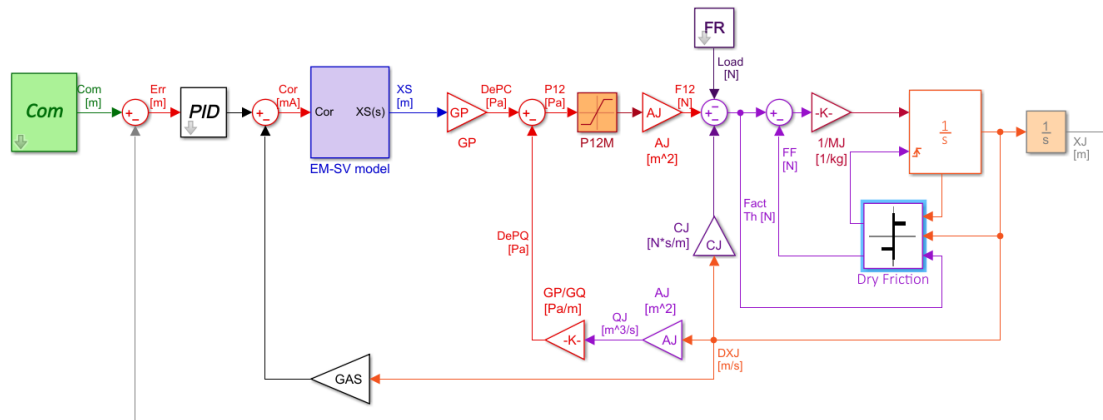 FR
Load
[N]
Com
Com
[m]
+
−
Err
[m]
PID
+
−
Cor
[mA]
Cor
XS(s)
EM-SV model
XS
[m]
GP
GP
DePC
[Pa]
+
−
P12
[Pa]
P12M
F12
[N]
AJ
AJ
[m^2]
−
+
−
+
−
-K-
1/MJ
[1/kg]
1
s
1
s
XJ
[m]
FF
[N]
Fact
Th [N]
Dry Friction
DePQ
[Pa]
CJ
[N*s/m]
CJ
GP/GQ
[Pa/m]
-K-
QJ
[m^3/s]
AJ
[m^2]
AJ
DXJ
[m/s]
GAS